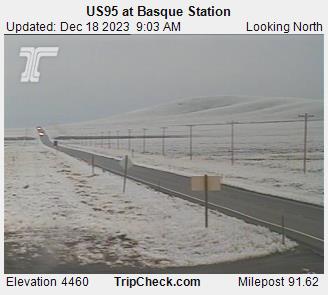 US95 at Basque Station
Updated: Dec 18 2023 9:03 AM Looking North
Elevation 4460 TripCheck.com Milepost 91.62